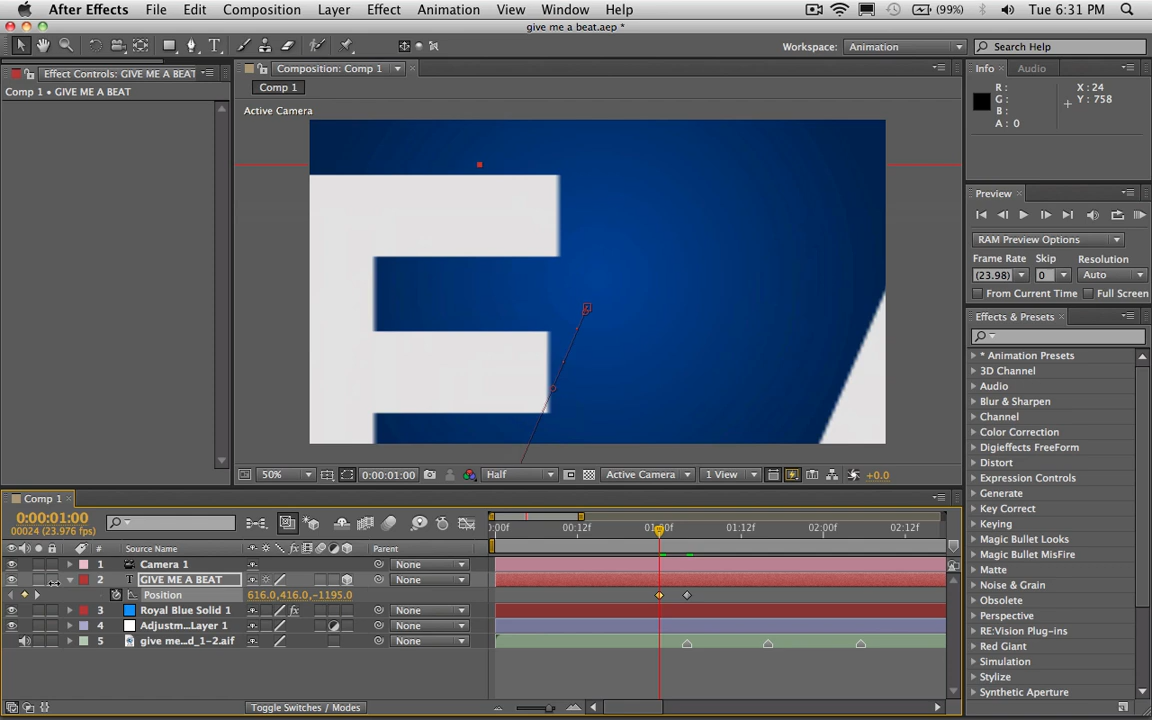 After Effects File Edit Composition Layer Effect Animation View Window Help (99%) Tue 6:31 PM
give me a beat.aep *
T Workspace: Animation Search Help
Effect Controls: GIVE ME A BEAT
Comp 1 • GIVE ME A BEAT
Composition: Comp 1
Comp 1
Active Camera
Info Audio
R: X: 24
G: Y: 758
B:
A: 0
E
Preview
RAM Preview Options
Frame Rate Skip Resolution
(23.98) 0 Auto
From Current Time Full Screen
Effects & Presets
* Animation Presets
3D Channel
Audio
Blur & Sharpen
Channel
Color Correction
Digieffects FreeForm
Distort
Expression Controls
Generate
Key Correct
Keying
Magic Bullet Looks
Magic Bullet MisFire
Matte
Noise & Grain
Obsolete
Perspective
RE:Vision Plug-ins
Red Giant
Simulation
Stylize
Synthetic Aperture
50% 0:00:01:00 Half Active Camera 1 View +0.0
Comp 1
0:00:01:00
00024 (23.976 fps)
:00f 00:12f 01:00f 01:12f 02:00f 02:12f
# Source Name fx Parent
1 Camera 1 None
2 T GIVE ME A BEAT None
Position 616.0,416.0,-1195.0
3 Royal Blue Solid 1 fx None
4 Adjustm...Layer 1 None
5 give me...d_1-2.aif None
Toggle Switches / Modes